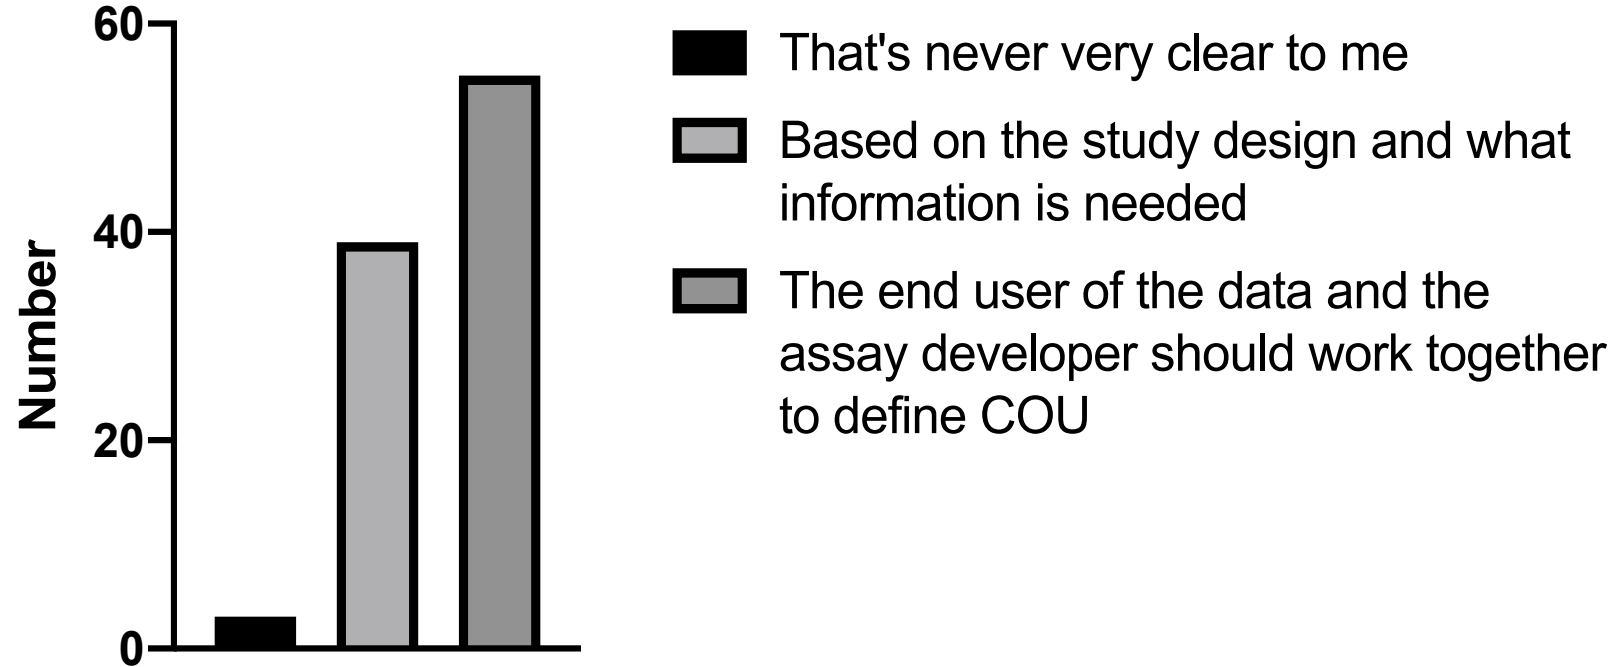 60
40
20
0
Number
That's never very clear to me
Based on the study design and what
information is needed
The end user of the data and the
assay developer should work together
to define COU